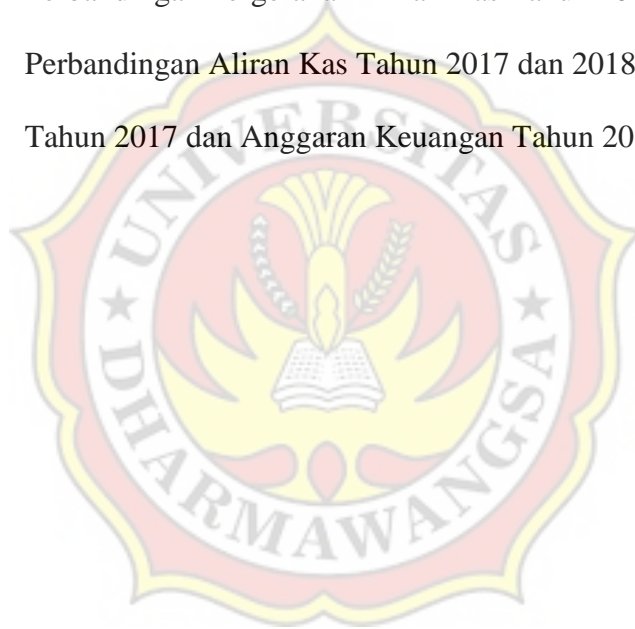 Perbandingan Aliran Kas Tahun 2017 dan 2018
Tahun 2017 dan Anggaran Keuangan Tahun 20
UNIVERSITAS
DHARMAWANGSA